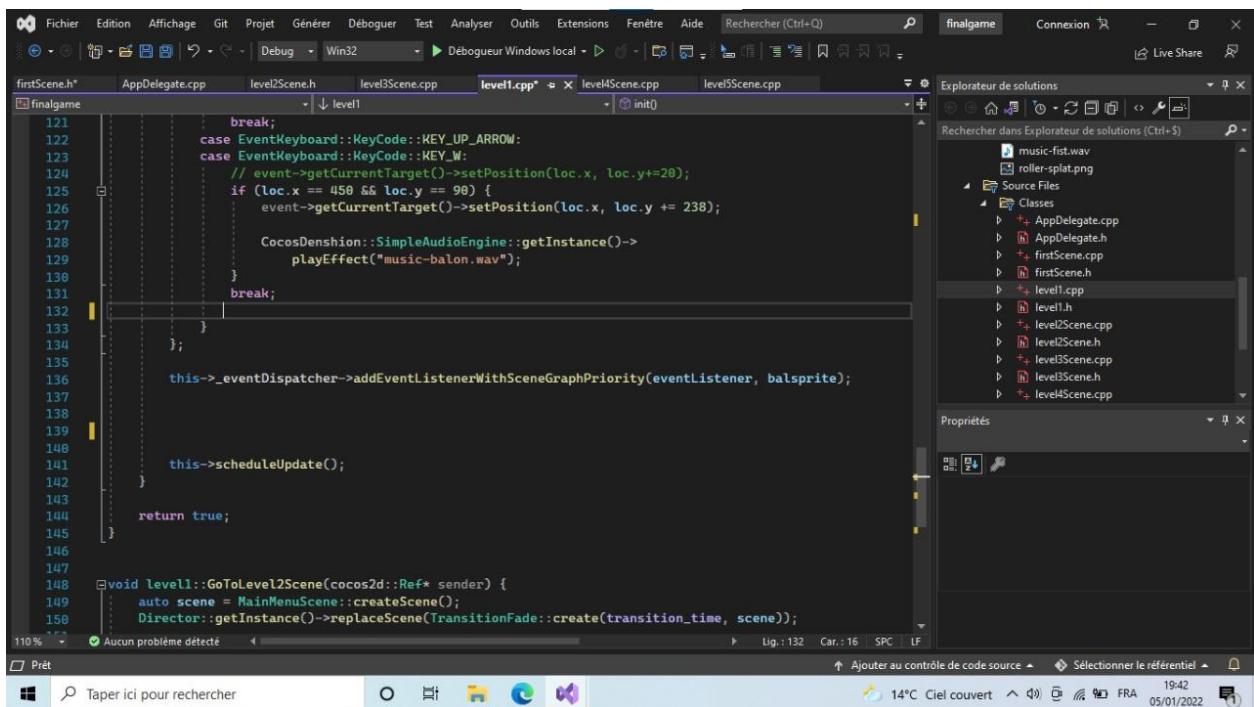 Fichier Edition Affichage Git Projet Générer Déboguer Test Analyser Outils Extensions Fenêtre Aide Rechercher (Ctrl+Q) finalgame Connexion
Debug Win32 Débogueur Windows local Live Share
firstScene.h* AppDelegate.cpp level2Scene.h level3Scene.cpp level1.cpp* level4Scene.cpp level5Scene.cpp Explorateur de solutions
finalgame level1 init()
Rechercher dans Explorateur de solutions (Ctrl+$)
121 break;
122 case EventKeyboard::KeyCode::KEY_UP_ARROW:
123 case EventKeyboard::KeyCode::KEY_W:
124 // event->getCurrentTarget()->setPosition(loc.x, loc.y+=20);
125 if (loc.x == 450 && loc.y == 90) {
126 event->getCurrentTarget()->setPosition(loc.x, loc.y += 238);
127
128 CocosDenshion::SimpleAudioEngine::getInstance()->
129 playEffect("music-balon.wav");
130 }
131 break;
132
133 }
134 };
135
136 this->_eventDispatcher->addEventListenerWithSceneGraphPriority(eventListener, balsprite);
137
138
139
140
141 this->scheduleUpdate();
142 }
143
144 return true;
145 }
146
147
148 void level1::GoToLevel2Scene(cocos2d::Ref* sender) {
149 auto scene = MainMenuScene::createScene();
150 Director::getInstance()->replaceScene(TransitionFade::create(transition_time, scene));
music-fist.wav
roller-splat.png
Source Files
Classes
AppDelegate.cpp
AppDelegate.h
firstScene.cpp
firstScene.h
level1.cpp
level1.h
level2Scene.cpp
level2Scene.h
level3Scene.cpp
level3Scene.h
level4Scene.cpp
Propriétés
110 % Aucun problème détecté Lig. : 132 Car. : 16 SPC LF
Prêt Ajouter au contrôle de code source Sélectionner le référentiel
Taper ici pour rechercher 14°C Ciel couvert FRA 19:42
05/01/2022